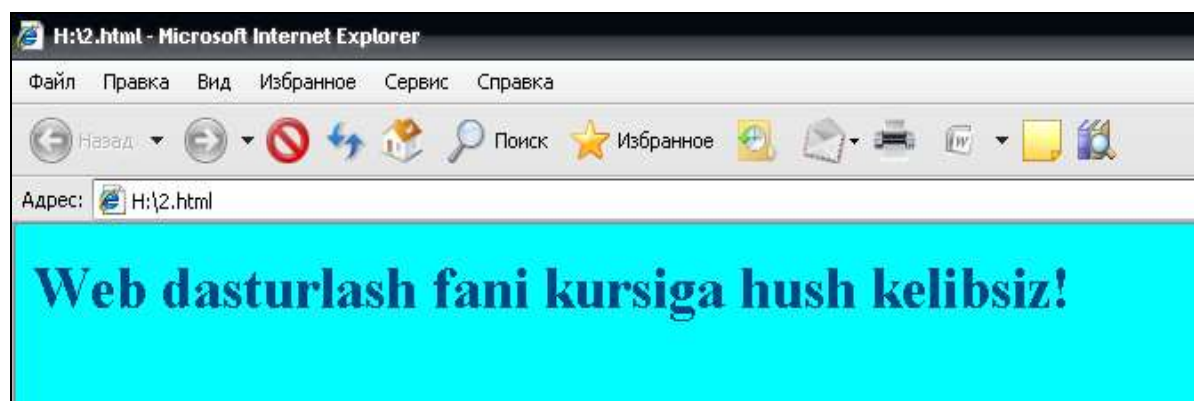 H:\2.html - Microsoft Internet Explorer
Файл Правка Вид Избранное Сервис Справка
Назад Поиск Избранное
Адрес: H:\2.html
Web dasturlash fani kursiga hush kelibsiz!